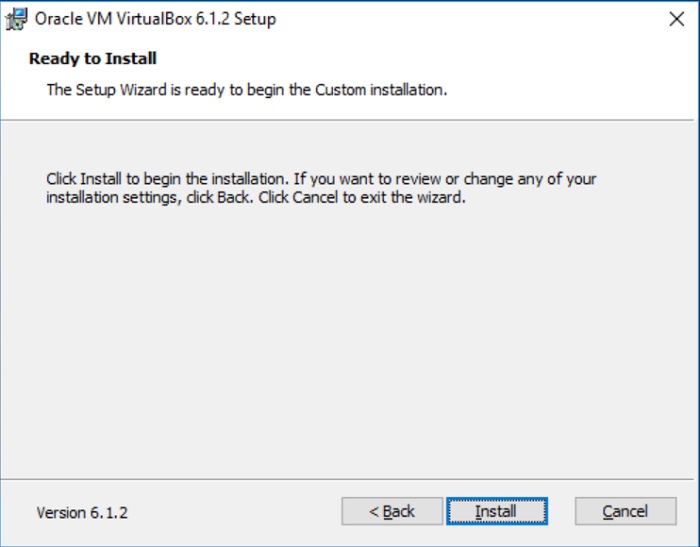 Oracle VM VirtualBox 6.1.2 Setup
Ready to Install
The Setup Wizard is ready to begin the Custom installation.
Click Install to begin the installation. If you want to review or change any of your
installation settings, click Back. Click Cancel to exit the wizard.
Version 6.1.2
< Back
Install
Cancel